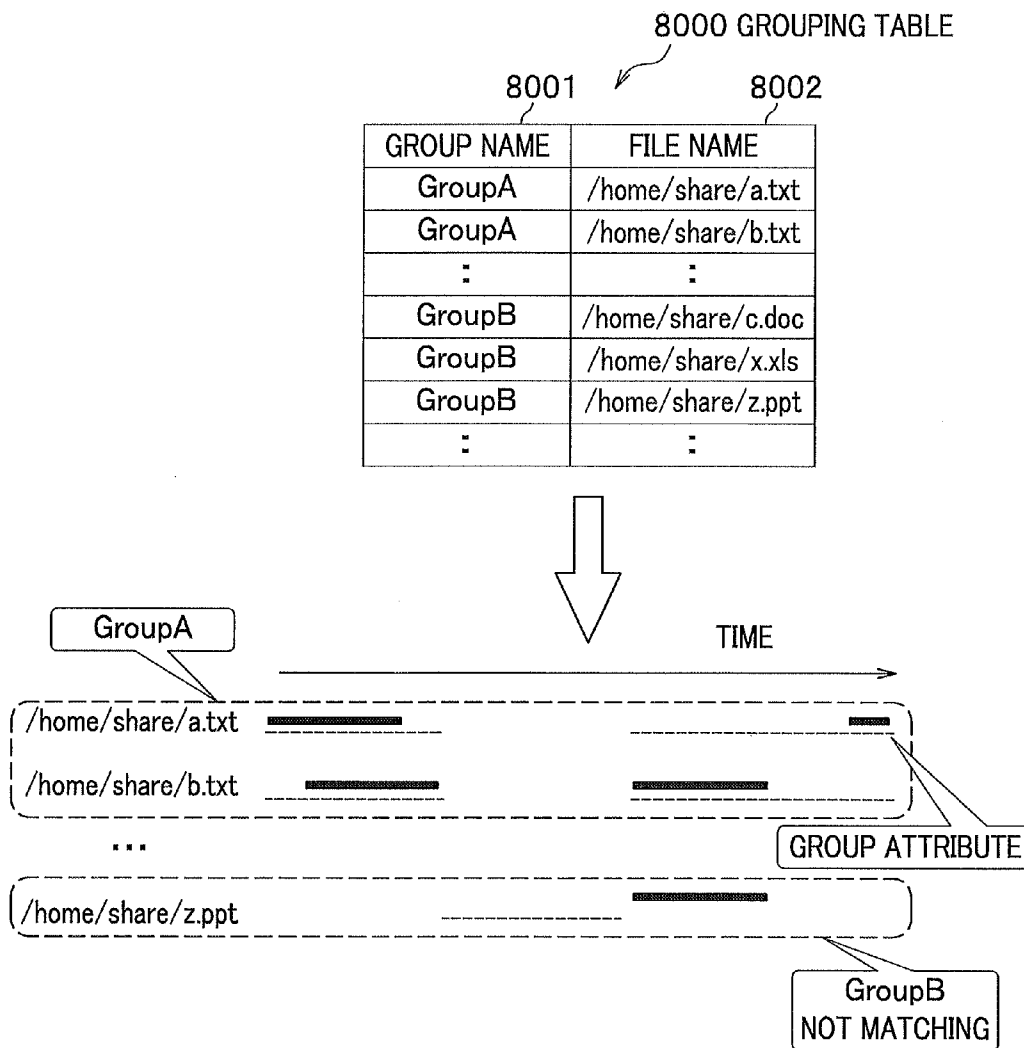 8000 GROUPING TABLE
8001 8002
GROUP NAME FILE NAME
GroupA /home/share/a.txt
GroupA /home/share/b.txt
: :
GroupB /home/share/c.doc
GroupB /home/share/x.xls
GroupB /home/share/z.ppt
: :
GroupA
TIME
/home/share/a.txt
/home/share/b.txt
...
GROUP ATTRIBUTE
/home/share/z.ppt
GroupB
NOT MATCHING